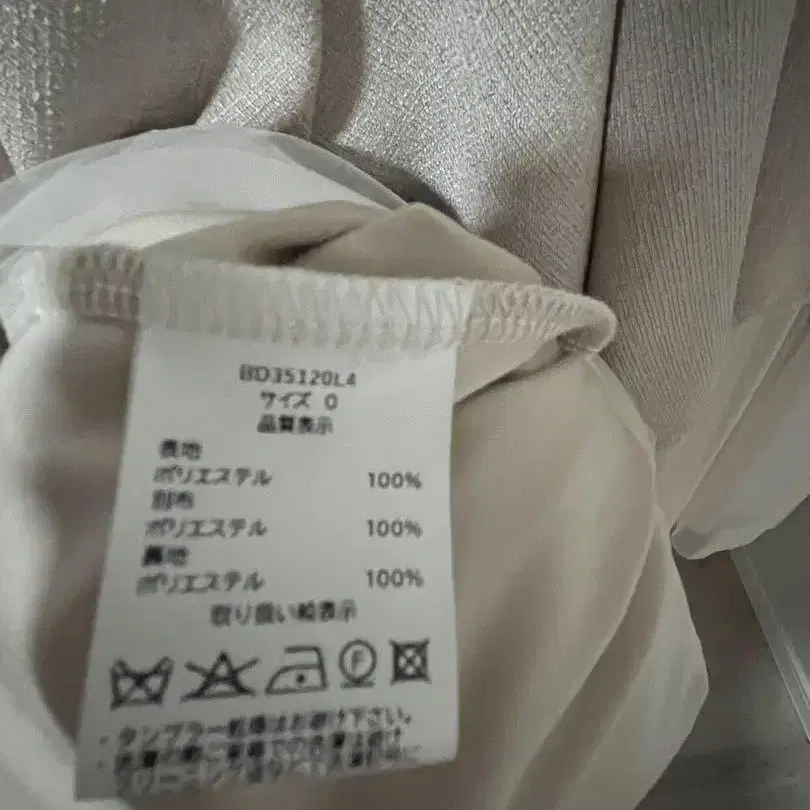 BD35120L4
サイズ 0
品質表示
表地
ポリエステル 100%
別布
ポリエステル 100%
裏地
ポリエステル 100%
取り扱い絵表示
F
・タンブラー乾燥はお避け下さい。